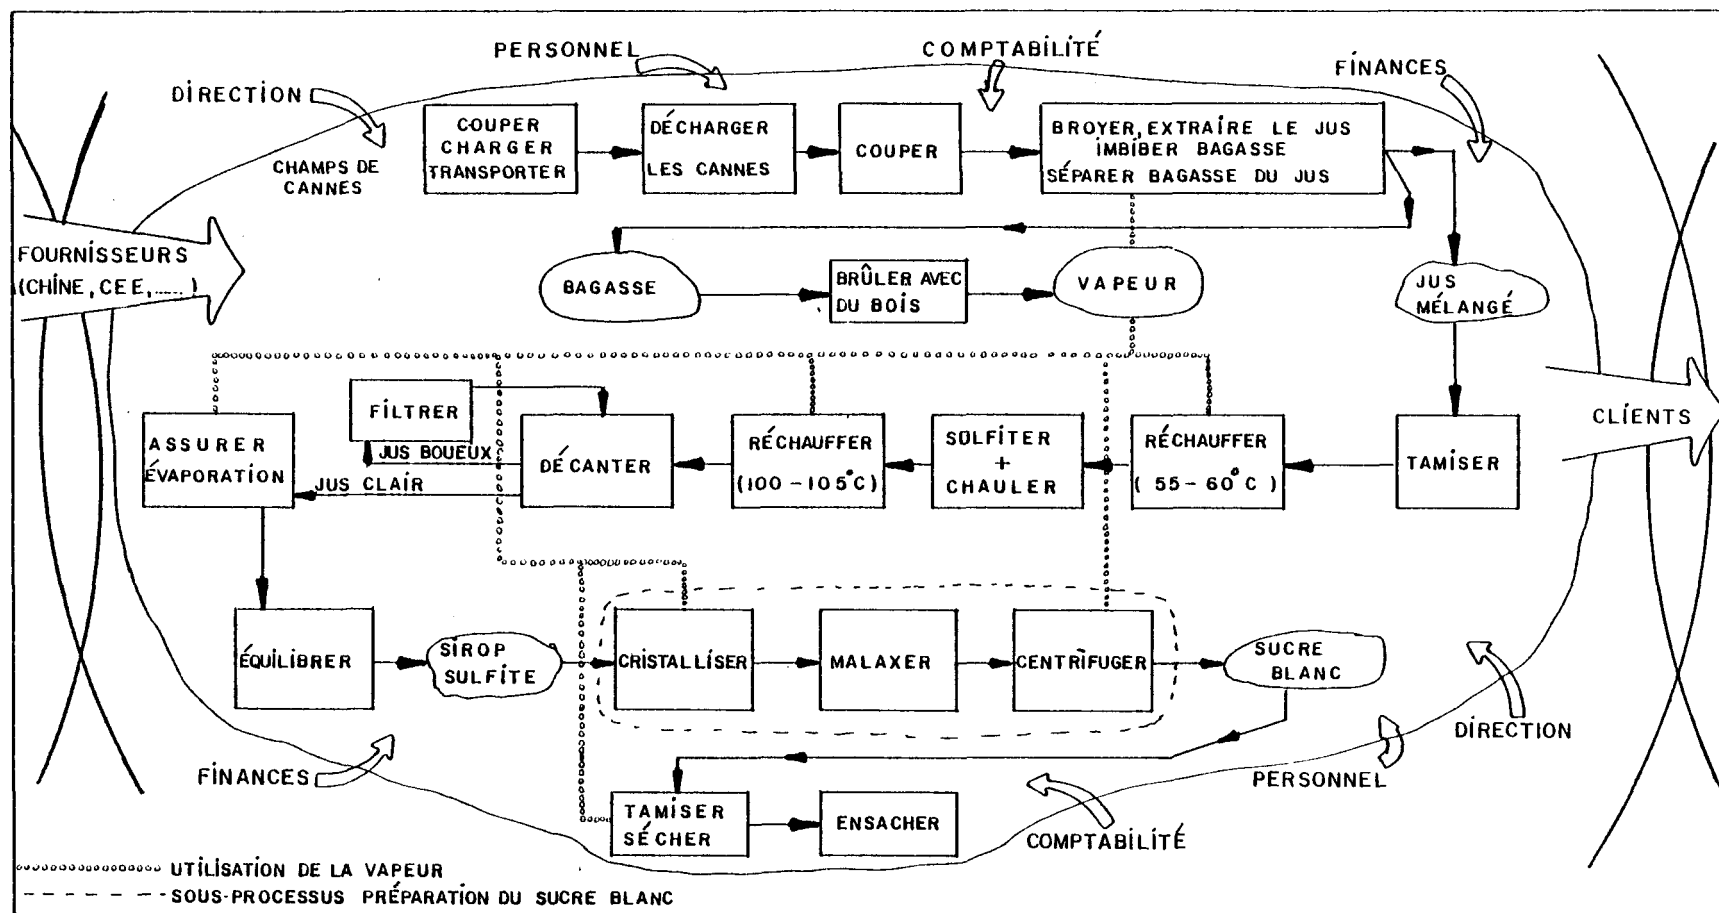 PERSONNEL
COMPTABILITÉ
FINANCES
DIRECTION
CHAMPS DE
CANNES
COUPER
CHARGER
TRANSPORTER
DÉCHARGER
LES CANNES
COUPER
BROYER, EXTRAIRE LE JUS
IMBIBER BAGASSE
SÉPARER BAGASSE DU JUS
FOURNISSEURS
(CHINE, CEE, ......)
BAGASSE
BRÛLER AVEC
DU BOIS
VAPEUR
JUS
MÉLANGÉ
CLIENTS
ASSURER
ÉVAPORATION
FILTRER
JUS BOUEUX
JUS CLAIR
DÉCANTER
RÉCHAUFFER
(100-105°C)
SULFITER
+
CHAULER
RÉCHAUFFER
(55-60°C)
TAMISER
ÉQUILIBRER
SIROP
SULFITE
CRISTALLISER
MALAXER
CENTRIFUGER
SUCRE
BLANC
DIRECTION
PERSONNEL
COMPTABILITÉ
FINANCES
TAMISER
SÉCHER
ENSACHER
UTILISATION DE LA VAPEUR
SOUS-PROCESSUS PRÉPARATION DU SUCRE BLANC